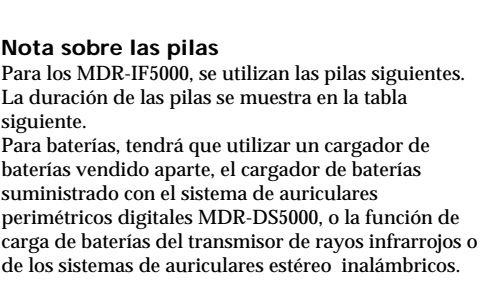 Nota sobre las pilas
Para los MDR-IF5000, se utilizan las pilas siguientes.
La duración de las pilas se muestra en la tabla
siguiente.
Para baterías, tendrá que utilizar un cargador de
baterías vendido aparte, el cargador de baterías
suministrado con el sistema de auriculares
perimétricos digitales MDR-DS5000, o la función de
carga de baterías del transmisor de rayos infrarrojos o
de los sistemas de auriculares estéreo inalámbricos.